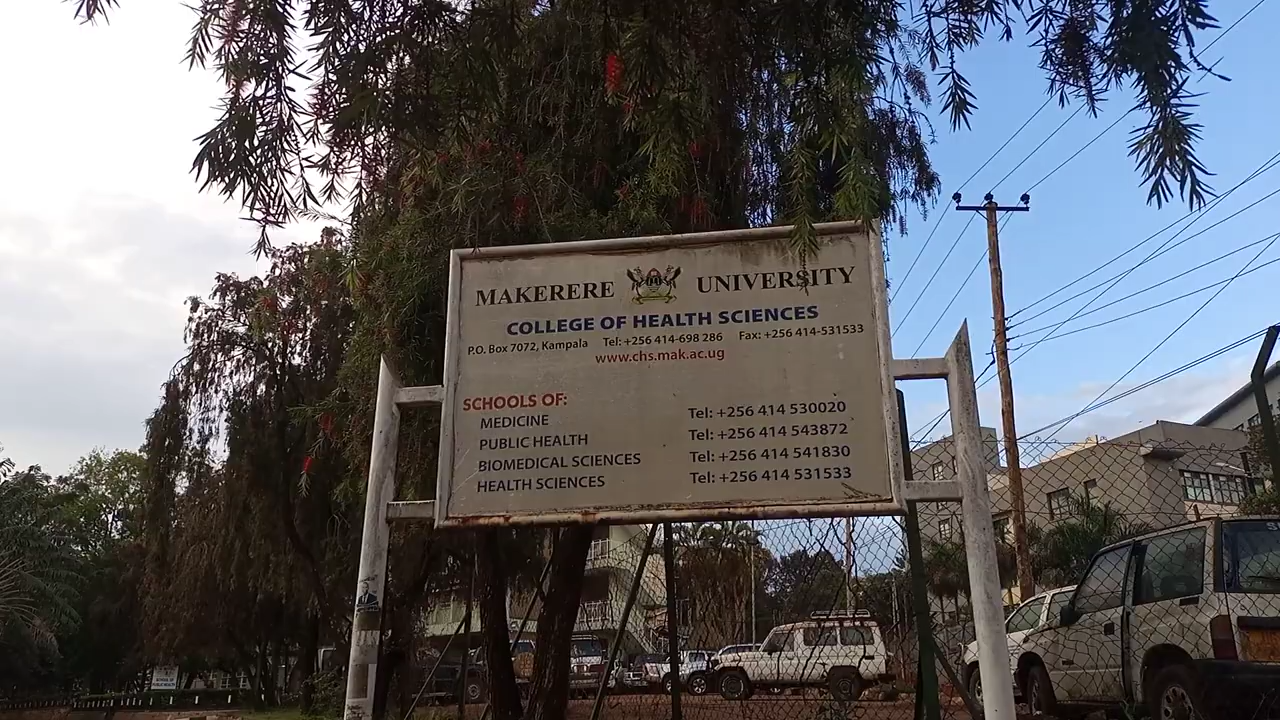 MAKERERE UNIVERSITY
COLLEGE OF HEALTH SCIENCES
P.O. Box 7072, Kampala Tel: +256 414-698 286 Fax: +256 414-531533
www.chs.mak.ac.ug
SCHOOLS OF:
MEDICINE Tel: +256 414 530020
PUBLIC HEALTH Tel: +256 414 543872
BIOMEDICAL SCIENCES Tel: +256 414 541830
HEALTH SCIENCES Tel: +256 414 531533